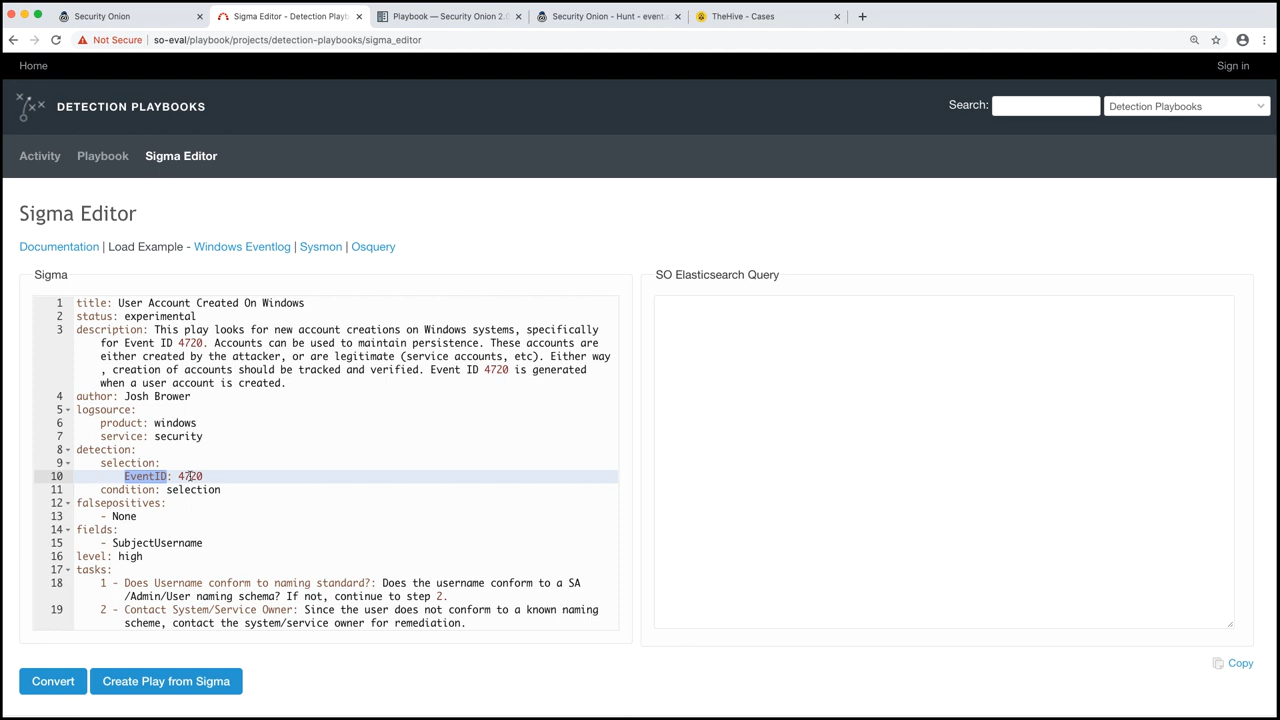 Security Onion
Sigma Editor - Detection Playb
Playbook — Security Onion 2.0
Security Onion - Hunt - event.
TheHive - Cases
Not Secure
so-eval/playbook/projects/detection-playbooks/sigma_editor
Home
Sign in
DETECTION PLAYBOOKS
Search:
Detection Playbooks
Activity
Playbook
Sigma Editor
Sigma Editor
Documentation | Load Example - Windows Eventlog | Sysmon | Osquery
Sigma
SO Elasticsearch Query
1 title: User Account Created On Windows
2 status: experimental
3 description: This play looks for new account creations on Windows systems, specifically
for Event ID 4720. Accounts can be used to maintain persistence. These accounts are
either created by the attacker, or are legitimate (service accounts, etc). Either way
, creation of accounts should be tracked and verified. Event ID 4720 is generated
when a user account is created.
4 author: Josh Brower
5 logsource:
6 product: windows
7 service: security
8 detection:
9 selection:
10 EventID: 4720
11 condition: selection
12 falsepositives:
13 - None
14 fields:
15 - SubjectUsername
16 level: high
17 tasks:
18 1 - Does Username conform to naming standard?: Does the username conform to a SA
/Admin/User naming schema? If not, continue to step 2.
19 2 - Contact System/Service Owner: Since the user does not conform to a known naming
scheme, contact the system/service owner for remediation.
Copy
Convert
Create Play from Sigma